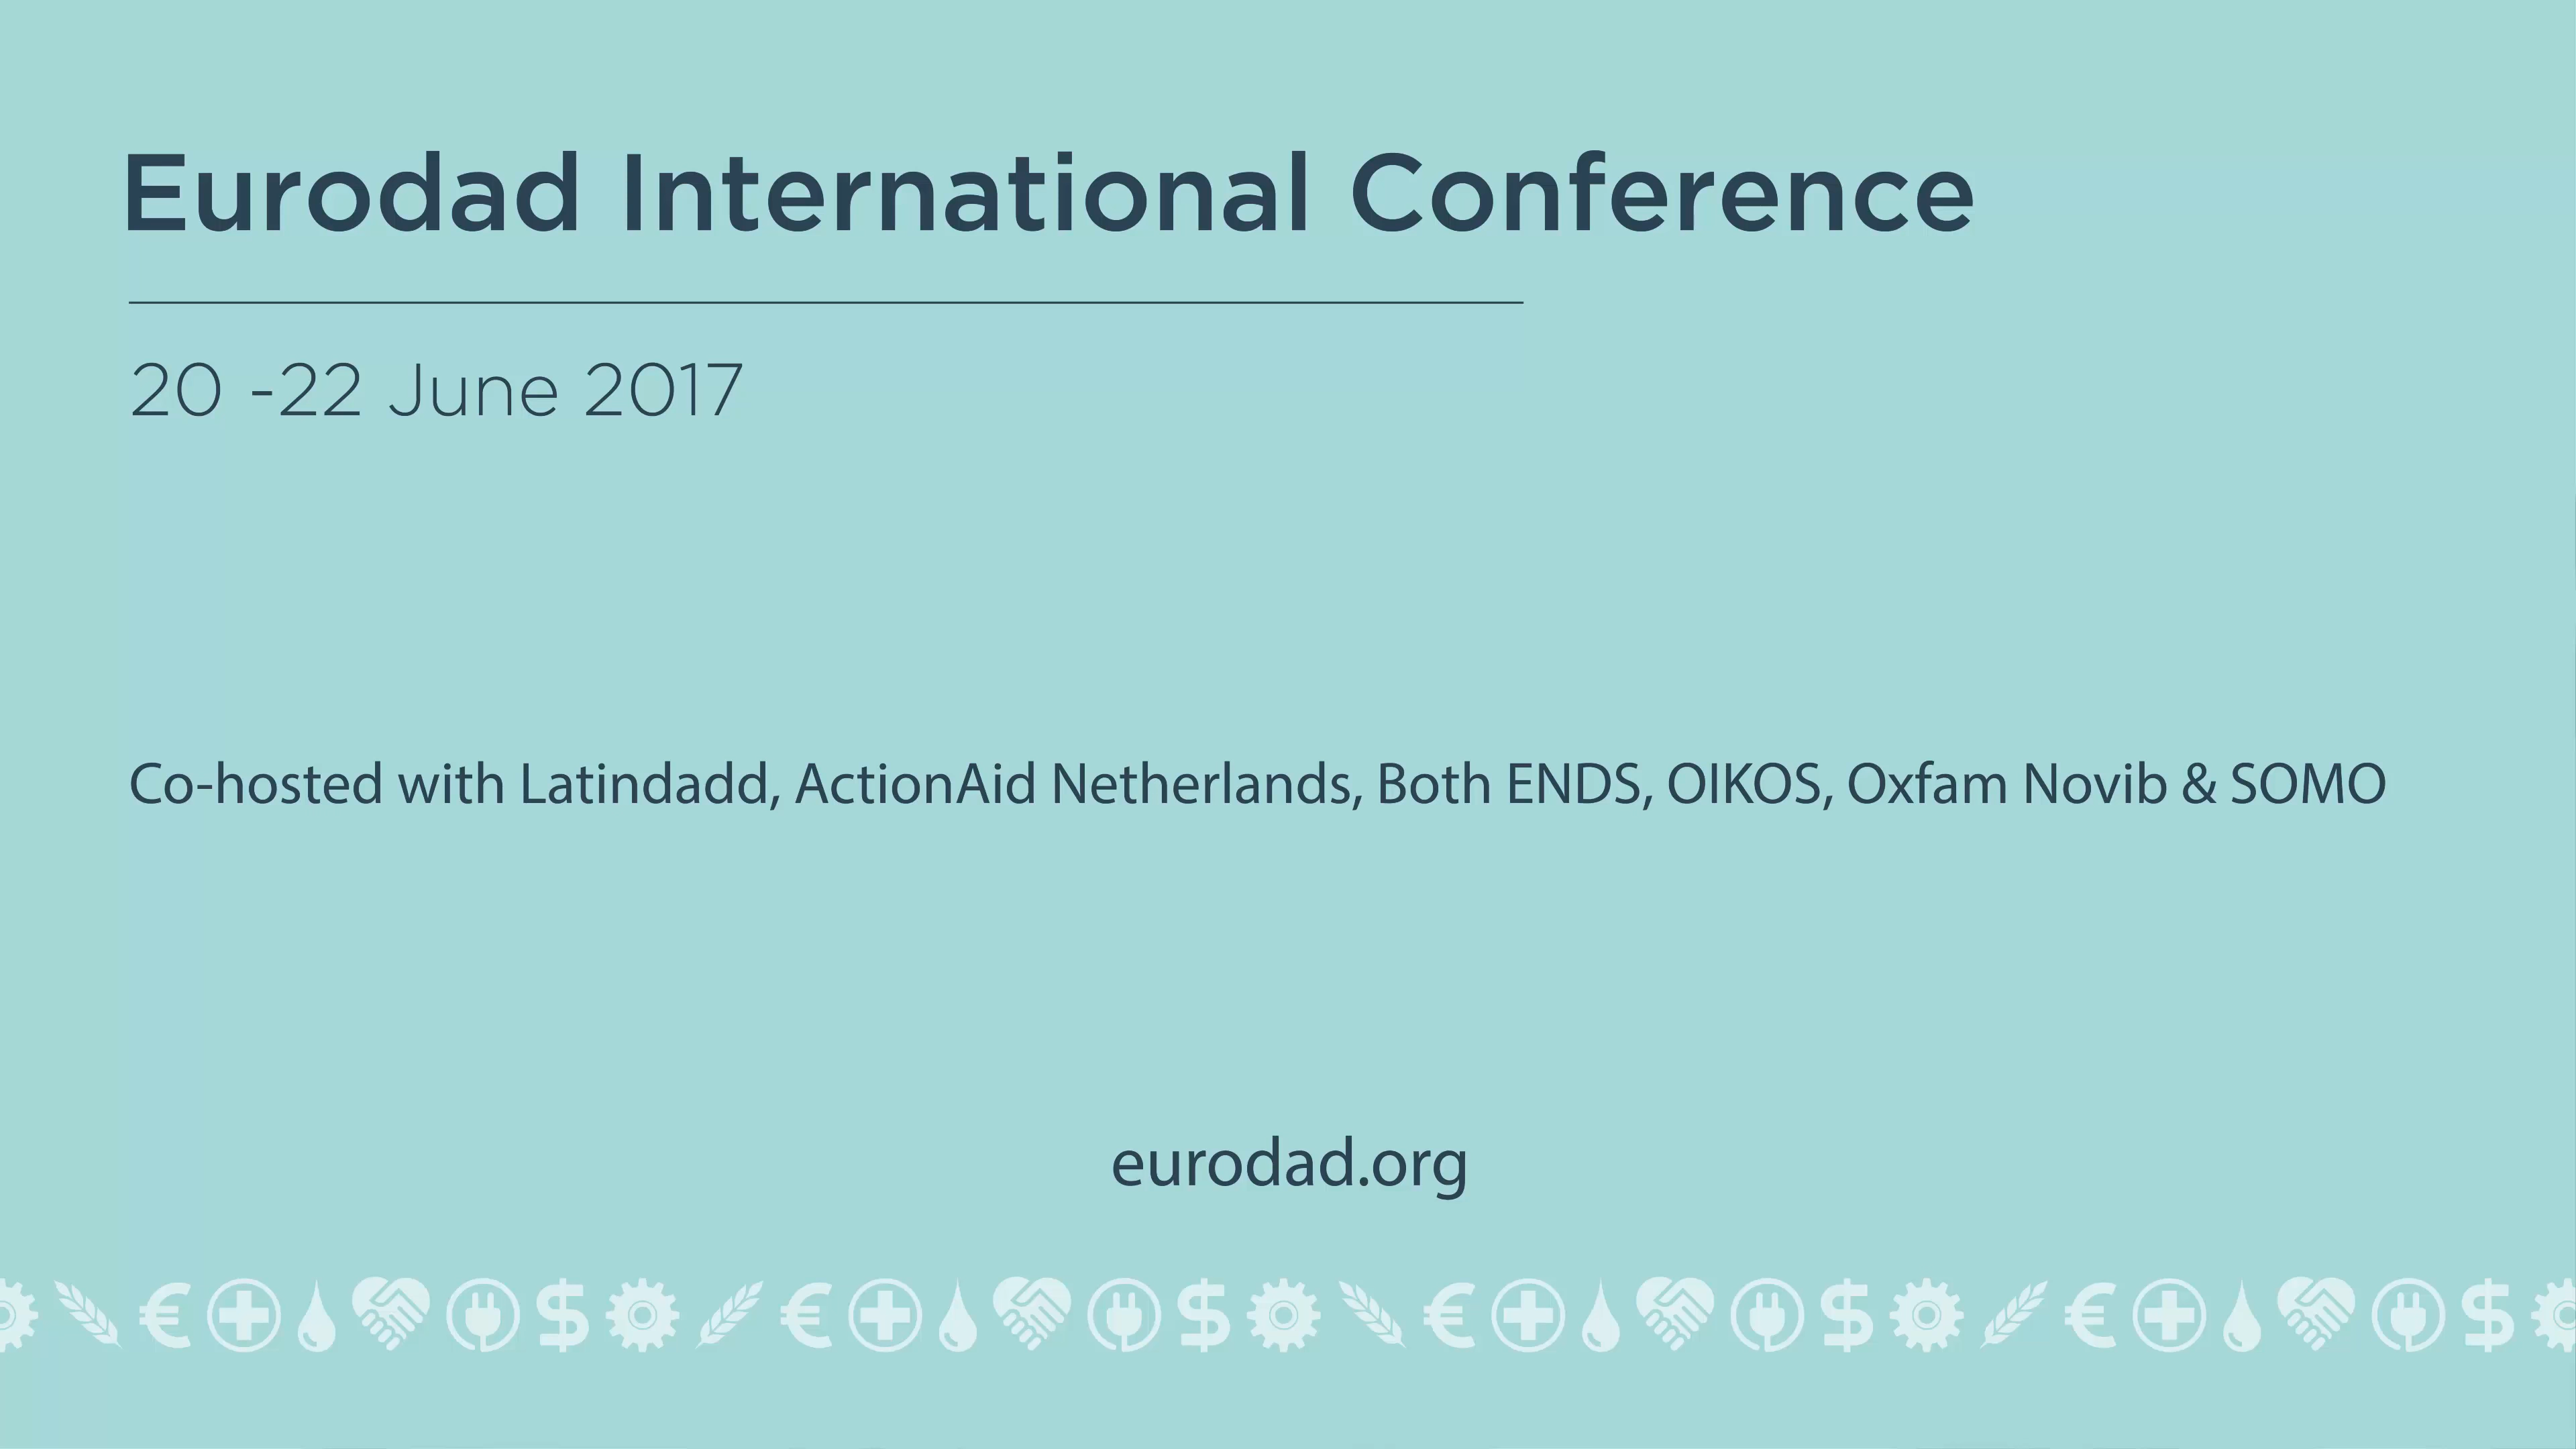 Eurodad International Conference
20 -22 June 2017
Co-hosted with Latindadd, ActionAid Netherlands, Both ENDS, OIKOS, Oxfam Novib & SOMO
eurodad.org